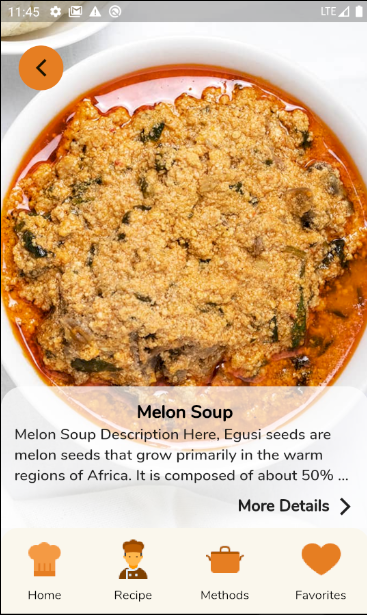 11:45
LTE
Melon Soup
Melon Soup Description Here, Egusi seeds are
melon seeds that grow primarily in the warm
regions of Africa. It is composed of about 50% ...
More Details
Home Recipe Methods Favorites